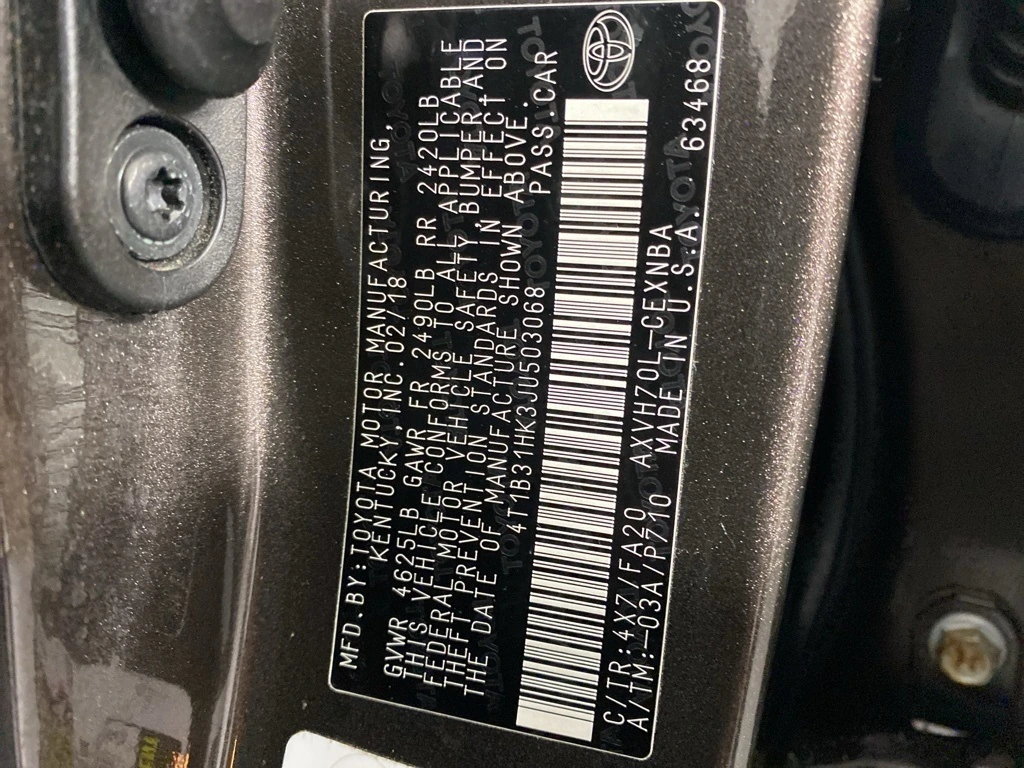 MFD.BY:TOYOTA MOTOR MANUFACTURING,
KENTUCKY,INC. 02/18
GVWR 4625LB GAWR FR 2490LB RR 2420LB
THIS VEHICLE CONFORMS TO ALL APPLICABLE
FEDERAL MOTOR VEHICLE SAFETY, BUMPER, AND
THEFT PREVENTION STANDARDS IN EFFECT ON
THE DATE OF MANUFACTURE SHOWN ABOVE.
4T1B31HK3JU503068 PASS.CAR
C/TR:4X7/FA20 AXVH70L-CEXNBA
A/TM:-03A/P710 MADE IN U.S.A. 63468